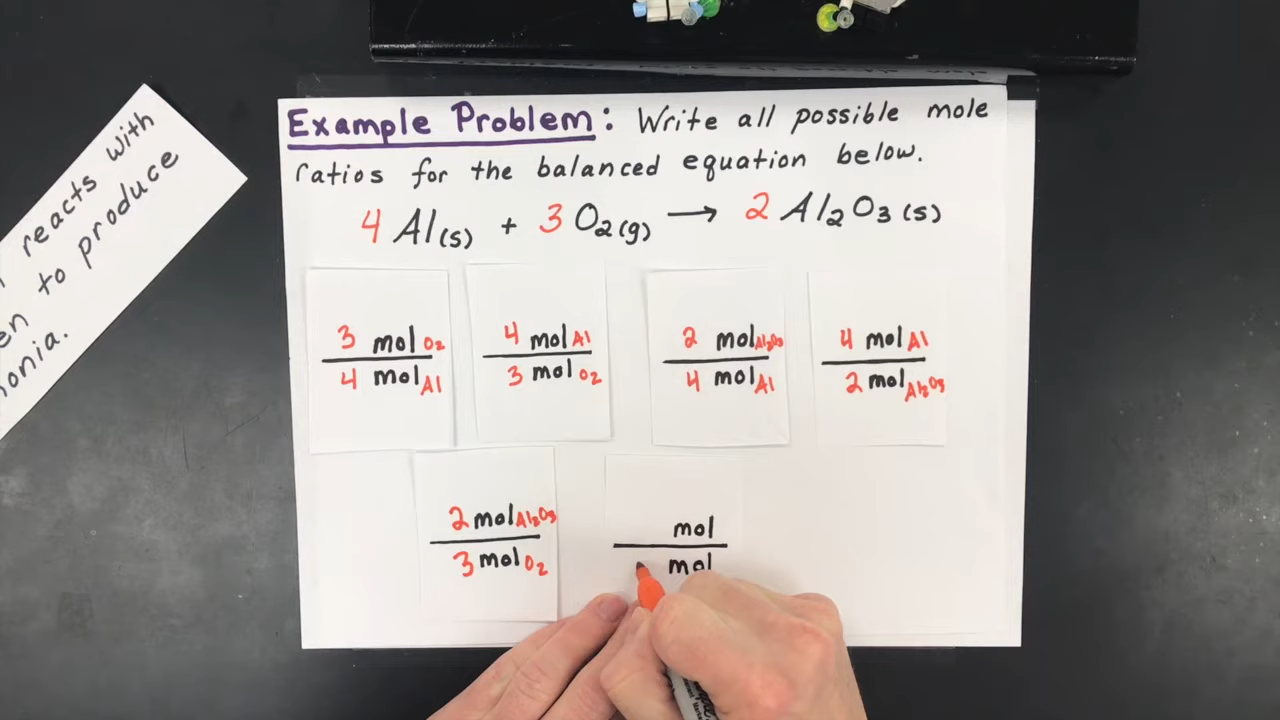 Example Problem: Write all possible mole
ratios for the balanced equation below.
4 Al(s) + 3 O2(g) → 2 Al2O3(s)
3 mol O2
4 mol Al
4 mol Al
3 mol O2
2 mol Al2O3
4 mol Al
4 mol Al
2 mol Al2O3
2 mol Al2O3
3 mol O2
mol
mol
reacts with
to produce